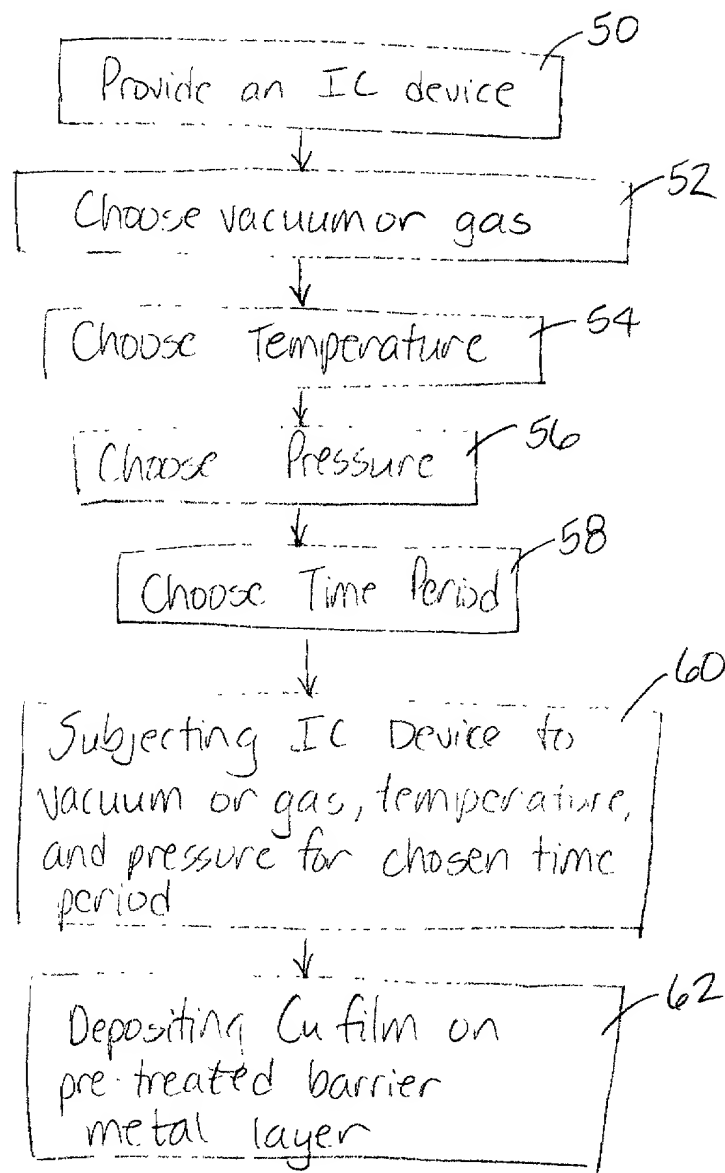 50
Provide an IC device
52
Choose vacuum or gas
54
Choose Temperature
56
Choose Pressure
58
Choose Time Period
60
Subjecting IC Device to
vacuum or gas, temperature,
and pressure for chosen time
period
62
Depositing Cu film on
pre-treated barrier
metal layer